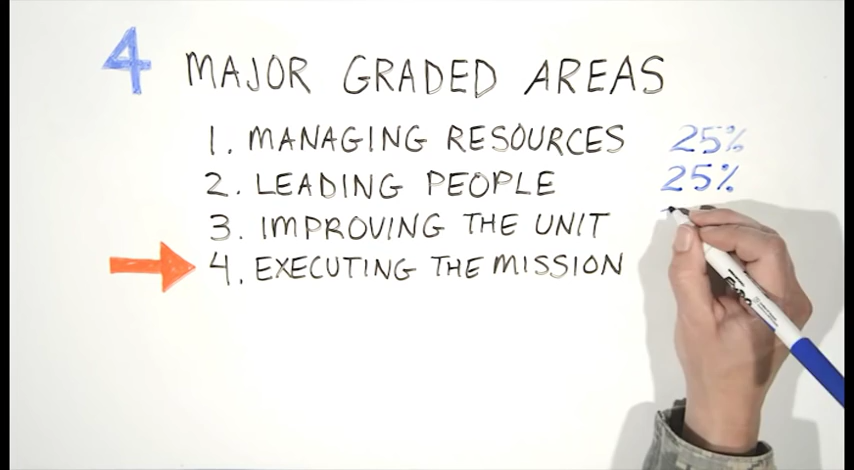 4 MAJOR GRADED AREAS
1. MANAGING RESOURCES 25%
2. LEADING PEOPLE 25%
3. IMPROVING THE UNIT
4. EXECUTING THE MISSION
EXPO